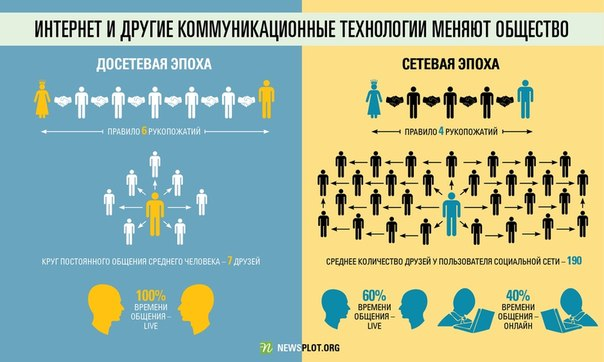 ИНТЕРНЕТ И ДРУГИЕ КОММУНИКАЦИОННЫЕ ТЕХНОЛОГИИ МЕНЯЮТ ОБЩЕСТВО
ДОСЕТЕВАЯ ЭПОХА
ПРАВИЛО 6 РУКОПОЖАТИЙ
КРУГ ПОСТОЯННОГО ОБЩЕНИЯ СРЕДНЕГО ЧЕЛОВЕКА – 7 ДРУЗЕЙ
100%
ВРЕМЕНИ
ОБЩЕНИЯ –
LIVE
СЕТЕВАЯ ЭПОХА
ПРАВИЛО 4 РУКОПОЖАТИЙ
СРЕДНЕЕ КОЛИЧЕСТВО ДРУЗЕЙ У ПОЛЬЗОВАТЕЛЯ СОЦИАЛЬНОЙ СЕТИ – 190
60%
ВРЕМЕНИ
ОБЩЕНИЯ –
LIVE
40%
ВРЕМЕНИ
ОБЩЕНИЯ –
ОНЛАЙН
n NEWSPLOT.ORG